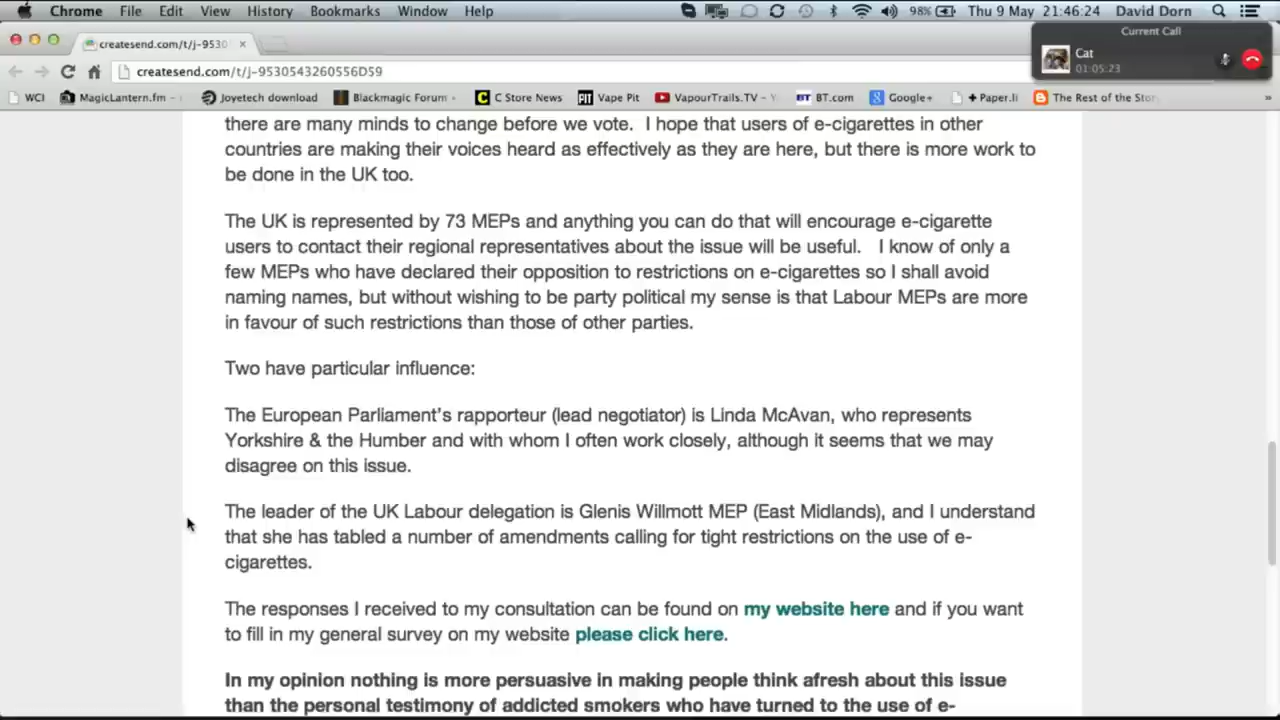 Chrome File Edit View History Bookmarks Window Help 98% Thu 9 May 21:46:24 David Dorn
Current Call
createsend.com/t/j-9530
Cat
01:05:23
createsend.com/t/j-9530543260556D59
WCI MagicLantern.fm - Joyetech download Blackmagic Forum C Store News PIT Vape Pit VapourTrails.TV - BT BT.com Google+ + Paper.li The Rest of the Stor »
there are many minds to change before we vote. I hope that users of e-cigarettes in other
countries are making their voices heard as effectively as they are here, but there is more work to
be done in the UK too.
The UK is represented by 73 MEPs and anything you can do that will encourage e-cigarette
users to contact their regional representatives about the issue will be useful. I know of only a
few MEPs who have declared their opposition to restrictions on e-cigarettes so I shall avoid
naming names, but without wishing to be party political my sense is that Labour MEPs are more
in favour of such restrictions than those of other parties.
Two have particular influence:
The European Parliament's rapporteur (lead negotiator) is Linda McAvan, who represents
Yorkshire & the Humber and with whom I often work closely, although it seems that we may
disagree on this issue.
The leader of the UK Labour delegation is Glenis Willmott MEP (East Midlands), and I understand
that she has tabled a number of amendments calling for tight restrictions on the use of e-
cigarettes.
The responses I received to my consultation can be found on my website here and if you want
to fill in my general survey on my website please click here.
In my opinion nothing is more persuasive in making people think afresh about this issue
than the personal testimony of addicted smokers who have turned to the use of e-